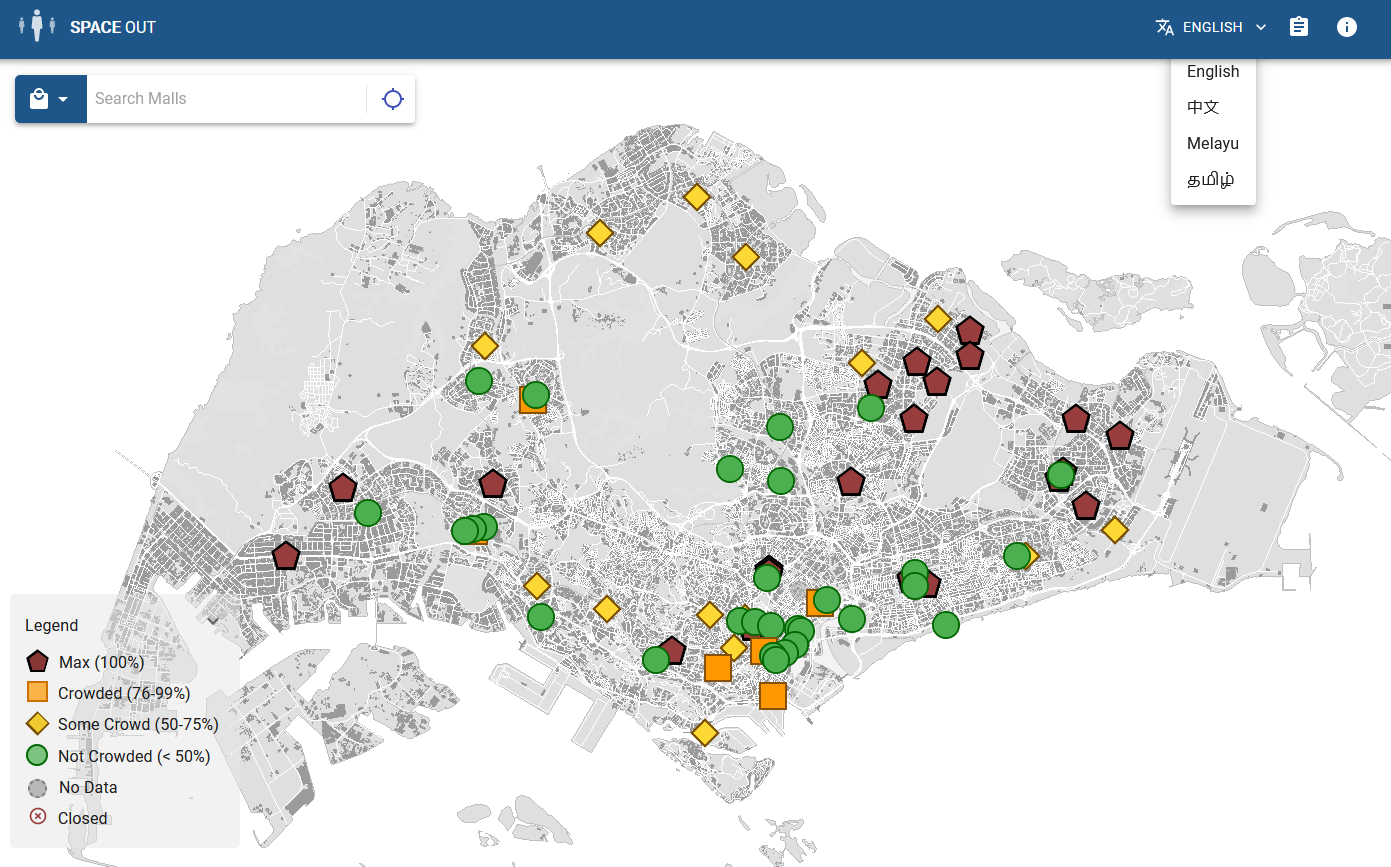 SPACE OUT
ENGLISH
English
中文
Melayu
தமிழ்
Search Malls
Legend
Max (100%)
Crowded (76-99%)
Some Crowd (50-75%)
Not Crowded (< 50%)
No Data
Closed